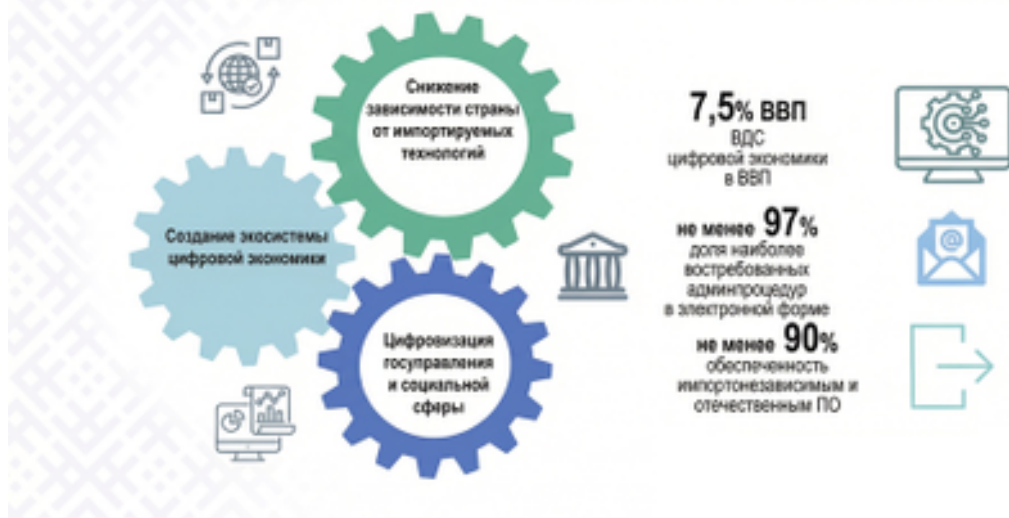 Снижение
зависимости страны
от импортируемых
технологий
Создание экосистемы
цифровой экономики
Цифровизация
госуправления
и социальной
сферы
7,5% ВВП
ВДС
цифровой экономики
в ВВП
не менее 97%
доля наиболее
востребованных
админпроцедур
в электронной форме
не менее 90%
обеспеченность
импортонезависимым и
отечественным ПО